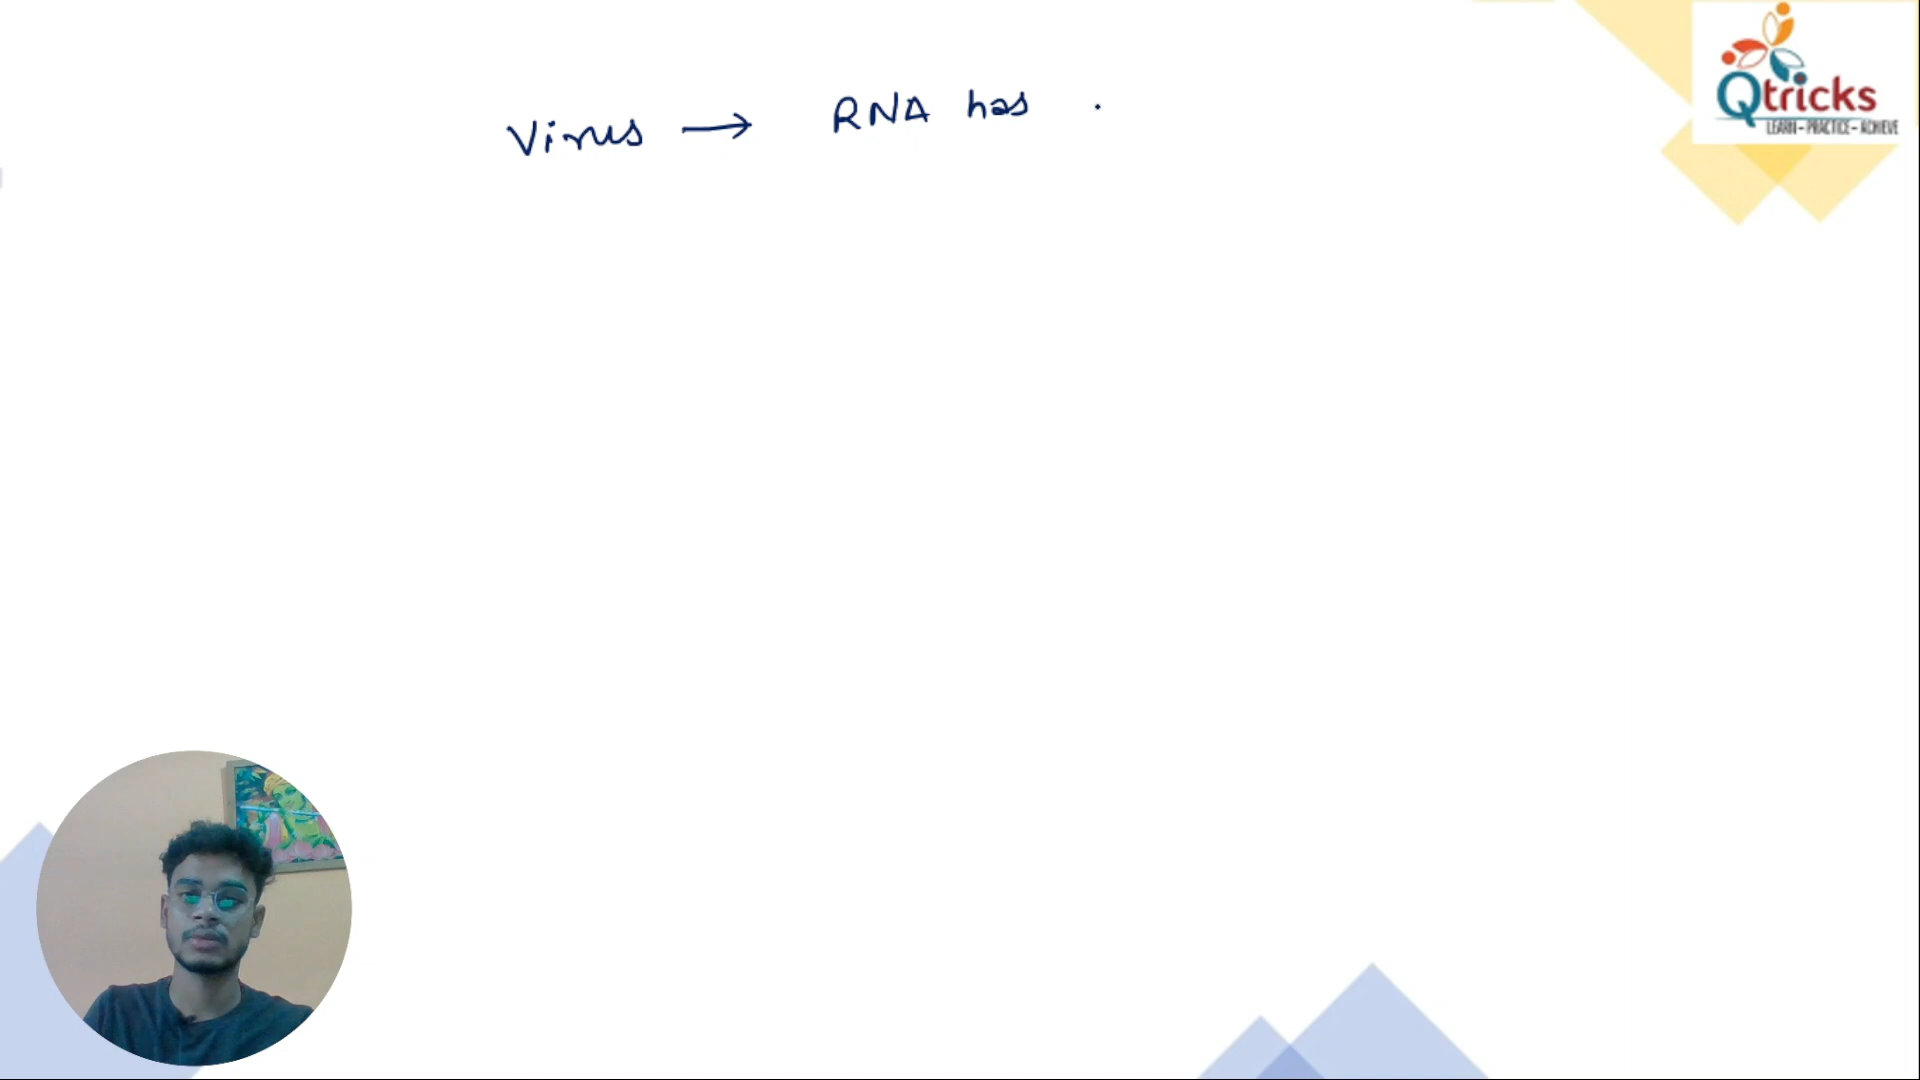 Virus → RNA has .
Qtricks
LEARN - PRACTICE - ACHIEVE